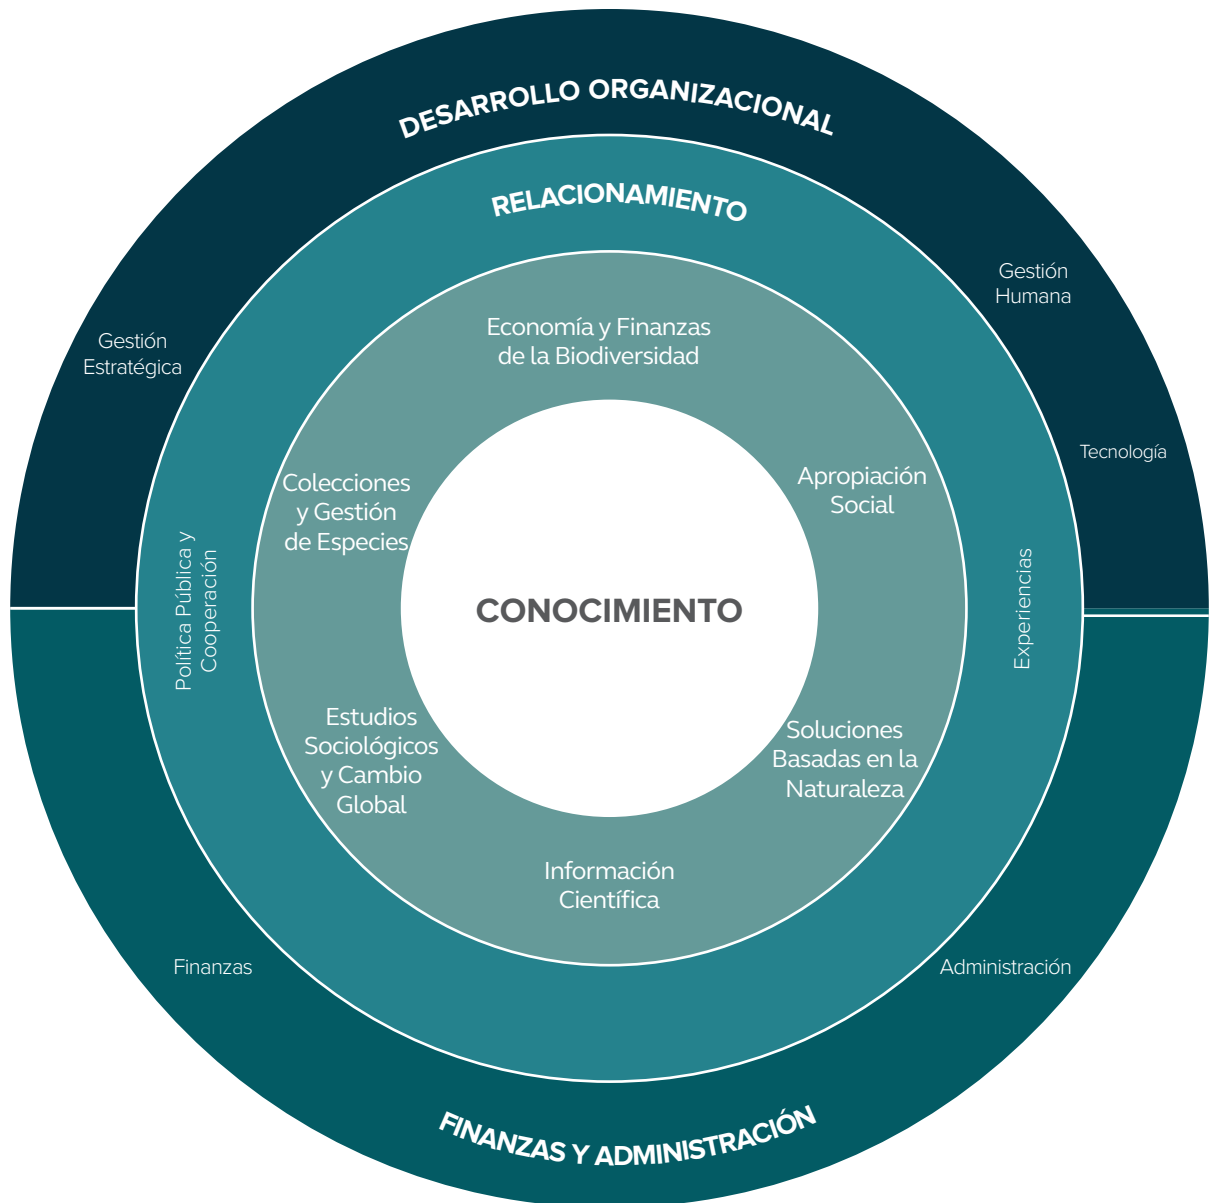 DESARROLLO ORGANIZACIONAL
RELACIONAMIENTO
Gestión
Humana
Gestión
Estratégica
Economía y Finanzas
de la Biodiversidad
Tecnología
Colecciones
y Gestión
de Especies
Apropiación
Social
Política Pública y
Cooperación
CONOCIMIENTO
Experiencias
Estudios
Sociológicos
y Cambio
Global
Soluciones
Basadas en la
Naturaleza
Información
Científica
Finanzas
Administración
FINANZAS Y ADMINISTRACIÓN